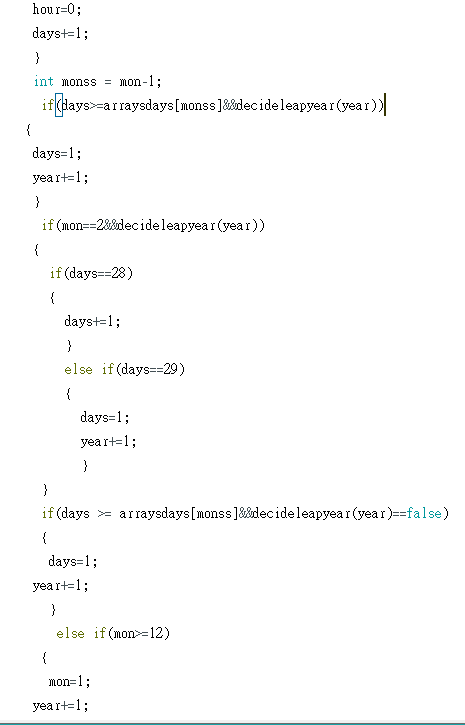 hour=0;
days+=1;
}
int monss = mon-1;
if(days>=arraysdays[monss]&&decideleapyear(year))
{
days=1;
year+=1;
}
if(mon==2&&decideleapyear(year))
{
if(days==28)
{
days+=1;
}
else if(days==29)
{
days=1;
year+=1;
}
}
if(days >= arraysdays[monss]&&decideleapyear(year)==false)
{
days=1;
year+=1;
}
else if(mon>=12)
{
mon=1;
year+=1;